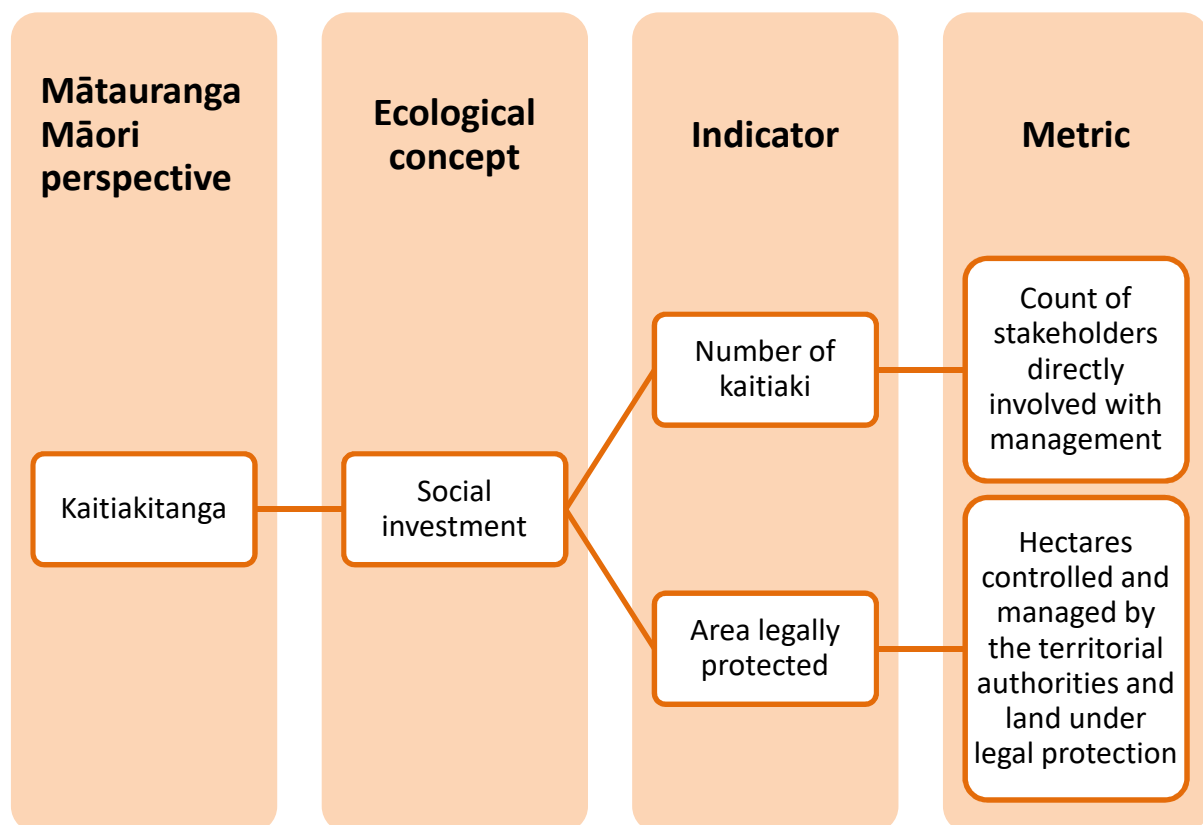 Mātauranga
Māori
perspective
Ecological
concept
Indicator
Metric
Kaitiakitanga
Social
investment
Number of
kaitiaki
Area legally
protected
Count of
stakeholders
directly
involved with
management
Hectares
controlled and
managed by
the territorial
authorities and
land under
legal protection